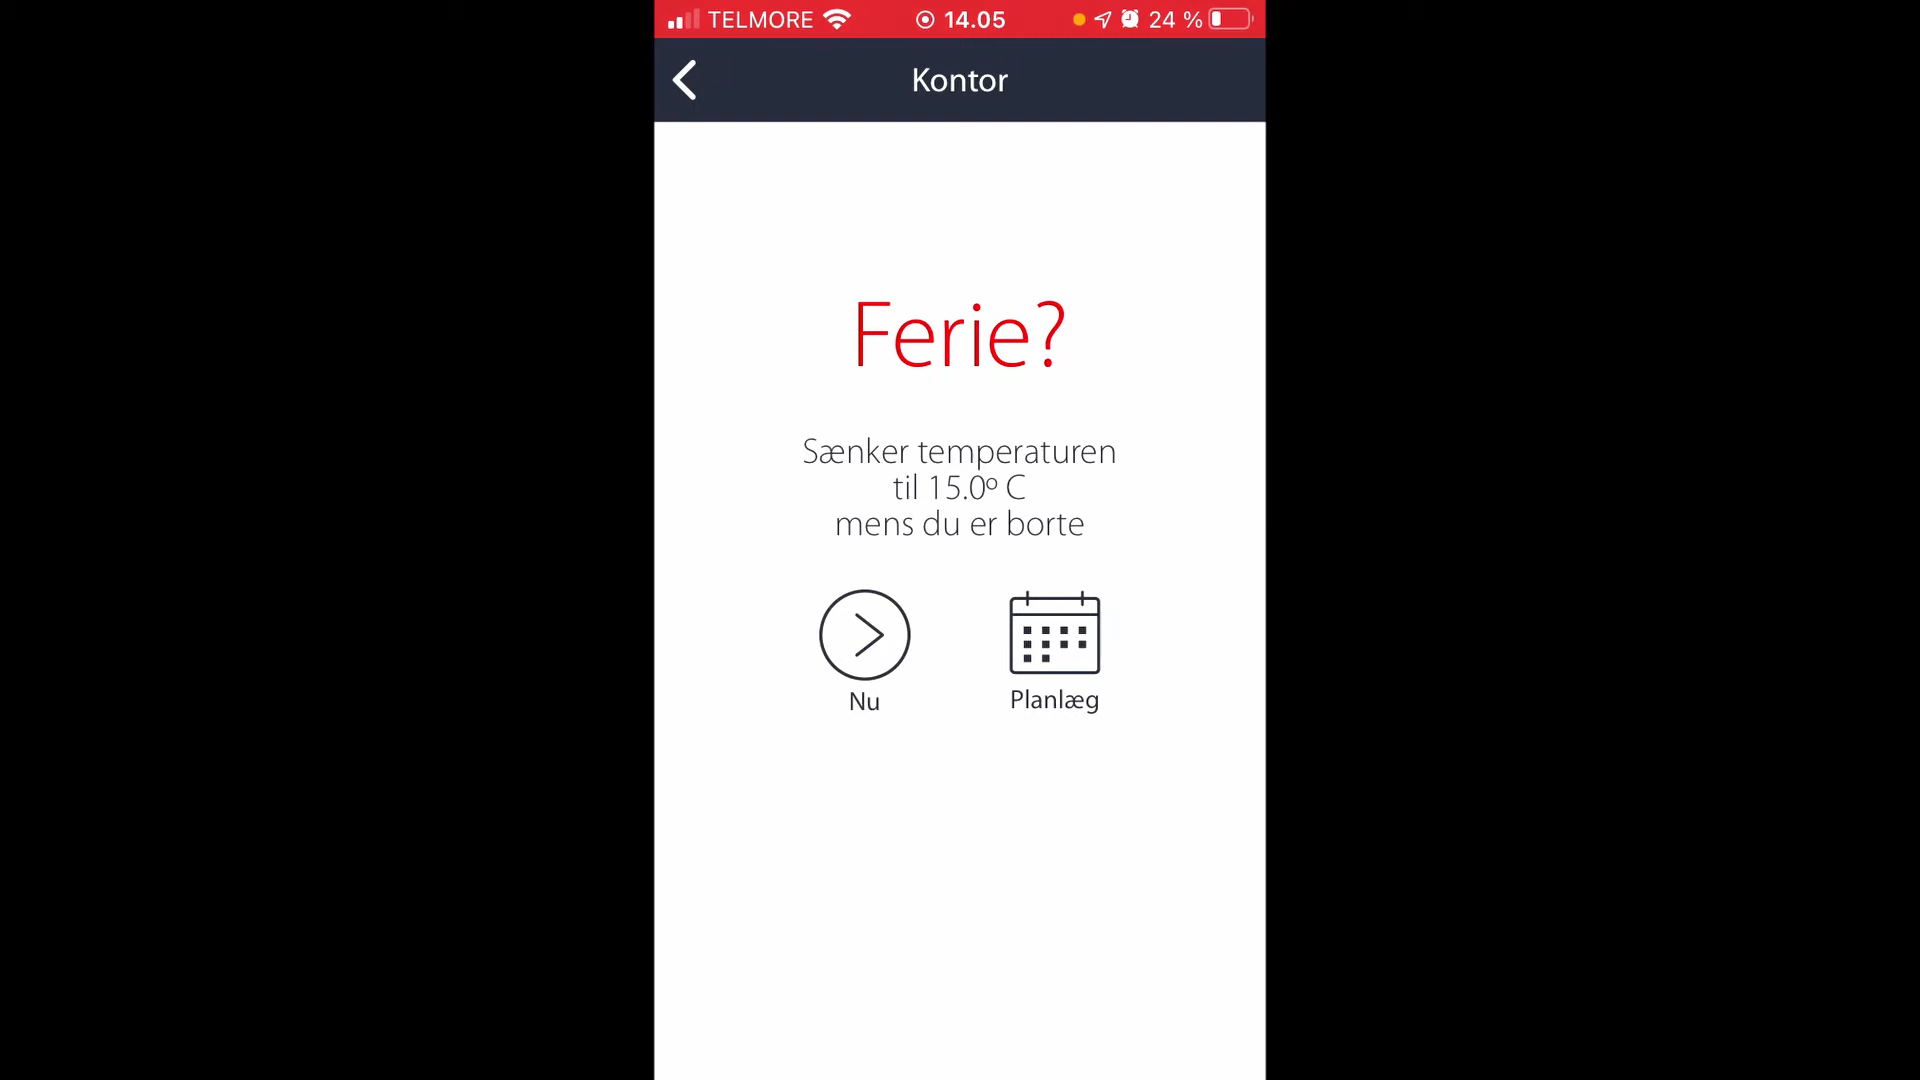 TELMORE 14.05 24 %
Kontor
Ferie?
Sænker temperaturen
til 15.0º C
mens du er borte
Nu Planlæg